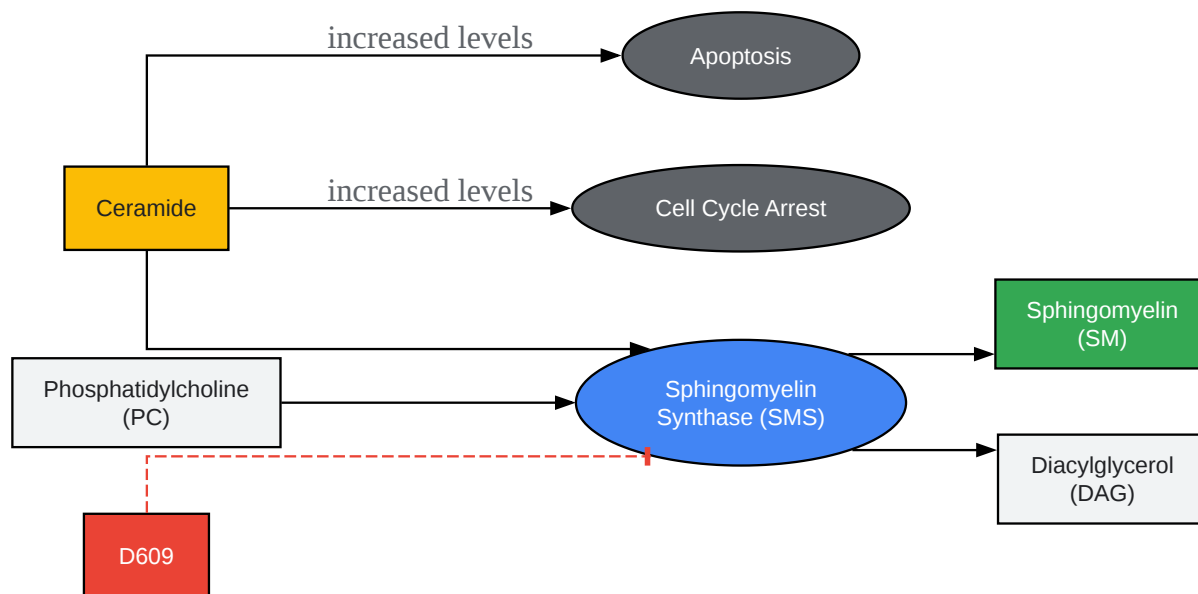 increased levels
Apoptosis
Ceramide
increased levels
Cell Cycle Arrest
Sphingomyelin
(SM)
Phosphatidylcholine
(PC)
Sphingomyelin
Synthase (SMS)
Diacylglycerol
(DAG)
D609